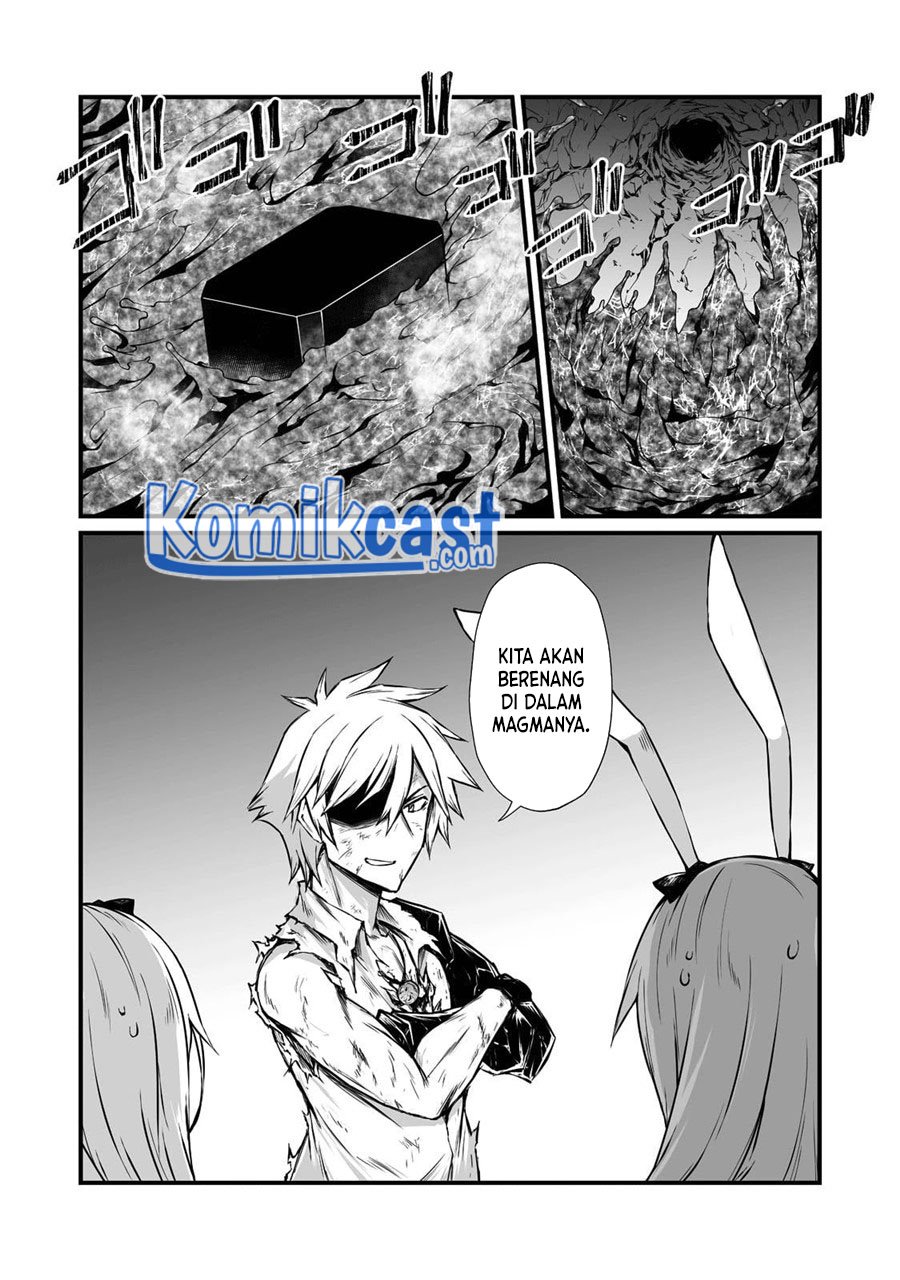 ゴ ゴ ゴ ゴ
ゴ ゴ ゴ ゴ
Komikcast
.com
KITA AKAN
BERENANG
DI DALAM
MAGMANYA.